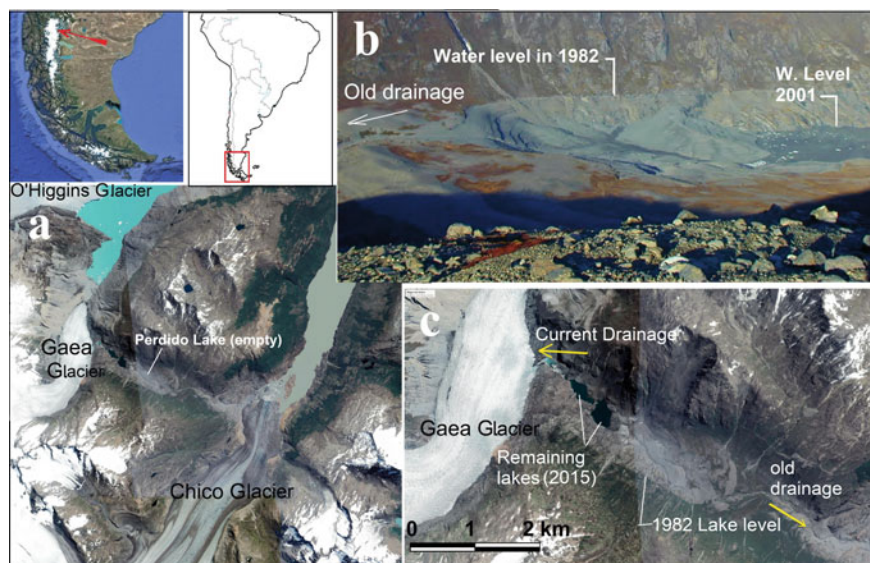 O'Higgins Glacier
a
Perdido Lake (empty)
Gaea
Glacier
Chico Glacier
b
Water level in 1982
W. Level
2001
Old drainage
c
Current Drainage
Gaea Glacier
Remaining
lakes (2015)
old
drainage
1982 Lake level
0 1 2 km